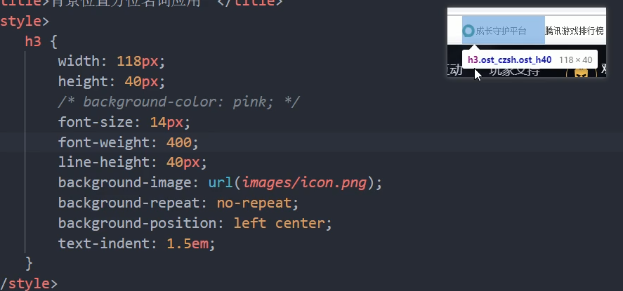 title>背景位置方位名词应用 </title>
style>
h3 {
width: 118px;
height: 40px;
/* background-color: pink; */
font-size: 14px;
font-weight: 400;
line-height: 40px;
background-image: url(images/icon.png);
background-repeat: no-repeat;
background-position: left center;
text-indent: 1.5em;
}
/style>
成长守护平台 腾讯游戏排行榜
h3.ost_czsh.ost_h40 118 × 40
互动 玩家支持